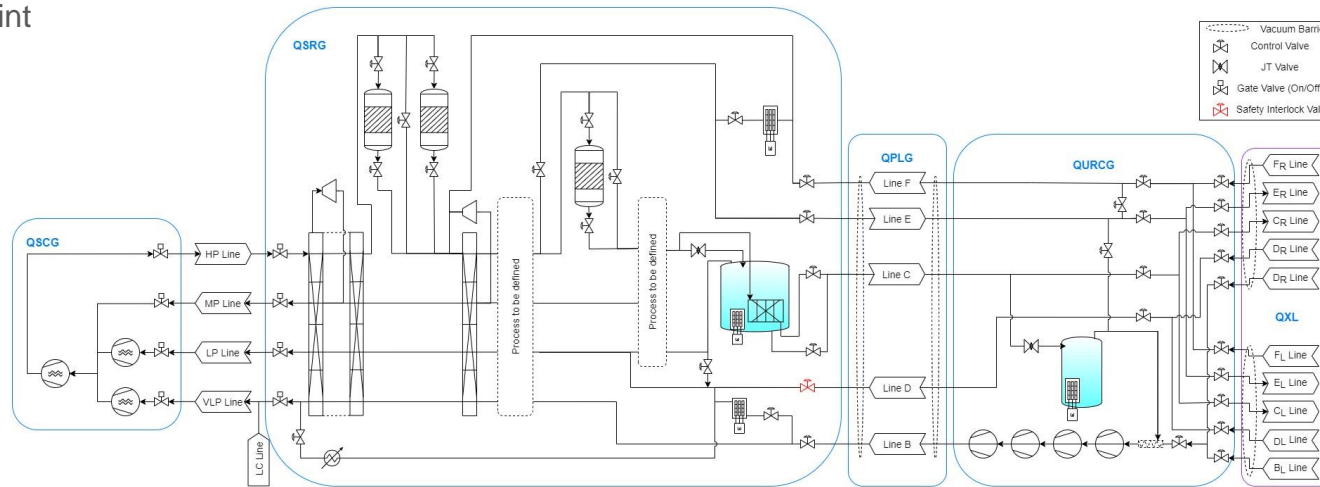 int
Vacuum Barri
Control Valve
JT Valve
Gate Valve (On/Off
Safety Interlock Val
QSRG
QSCG
QPLG
QURCG
QXL
HP Line
MP Line
LP Line
VLP Line
LC Line
Process to be defined
Process to be defined
Line F
Line E
Line C
Line D
Line B
FR Line
ER Line
CR Line
DR Line
DR Line
FL Line
EL Line
CL Line
DL Line
BL Line